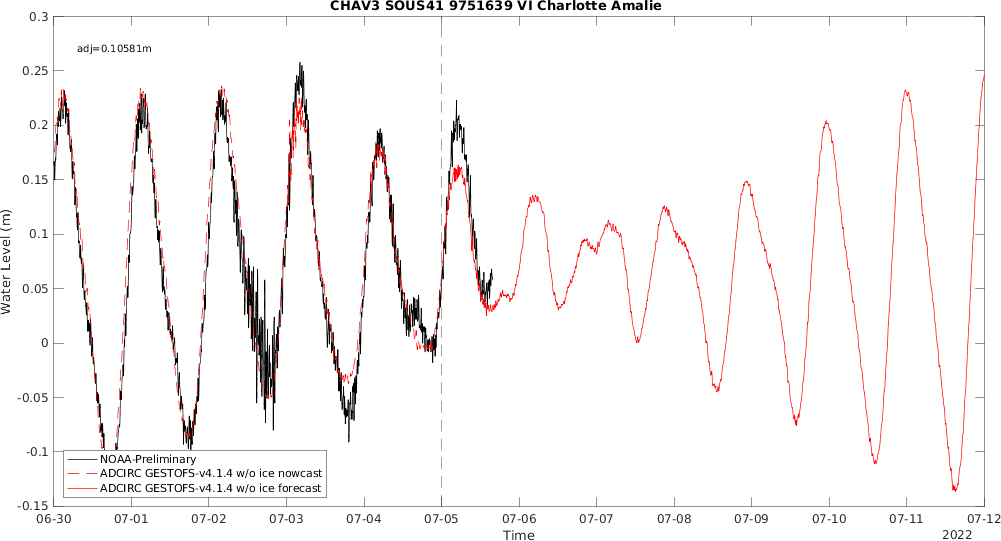 CHAV3 SOUS41 9751639 VI Charlotte Amalie
adj=0.10581m
0.3
0.25
0.2
0.15
0.1
0.05
0
-0.05
-0.1
-0.15
Water Level (m)
NOAA-Preliminary
ADCIRC GESTOFS-v4.1.4 w/o ice nowcast
ADCIRC GESTOFS-v4.1.4 w/o ice forecast
06-30 07-01 07-02 07-03 07-04 07-05 07-06 07-07 07-08 07-09 07-10 07-11 07-12
Time
2022